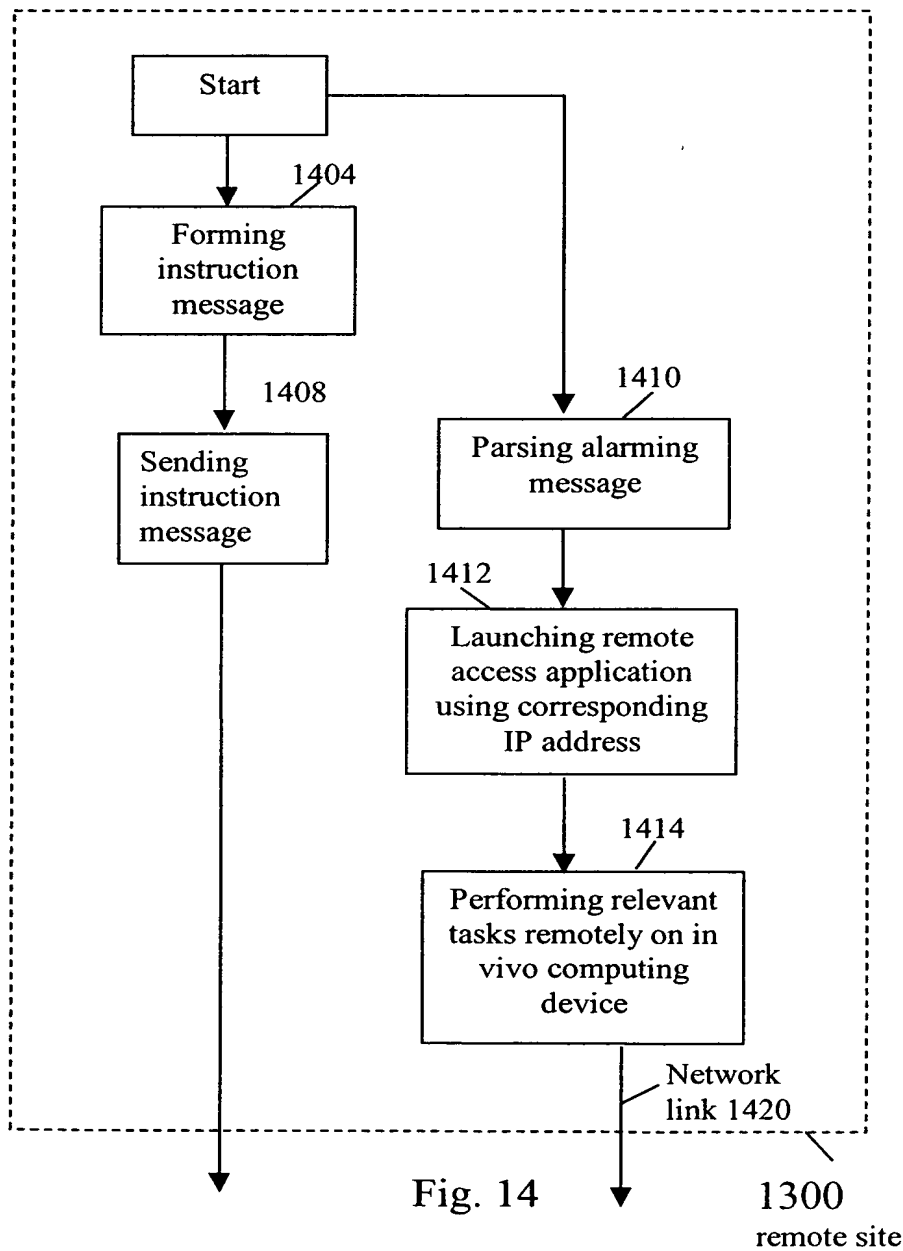 Start
1404
Forming
instruction
message
1408
Sending
instruction
message
1410
Parsing alarming
message
1412
Launching remote
access application
using corresponding
IP address
1414
Performing relevant
tasks remotely on in
vivo computing
device
Network
link 1420
Fig. 14
1300
remote site